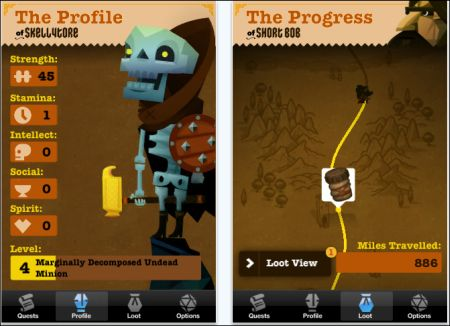 The Profile
of Skellytore
Strength:
45
Stamina:
1
Intellect:
0
Social:
0
Spirit:
0
Level:
4 Marginally Decomposed Undead
Minion
Quests Profile Loot Options
The Progress
of Short Bob
1
Miles Travelled:
Loot View 886
Quests Profile Loot Options